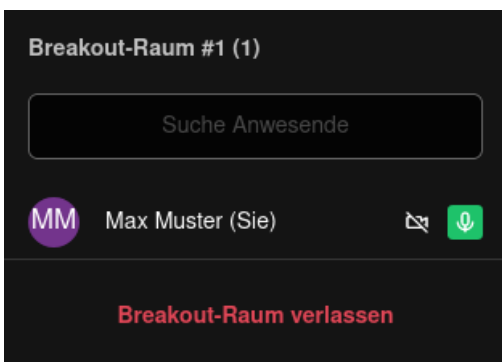 Breakout-Raum #1 (1)
Suche Anwesende
MM Max Muster (Sie)
Breakout-Raum verlassen